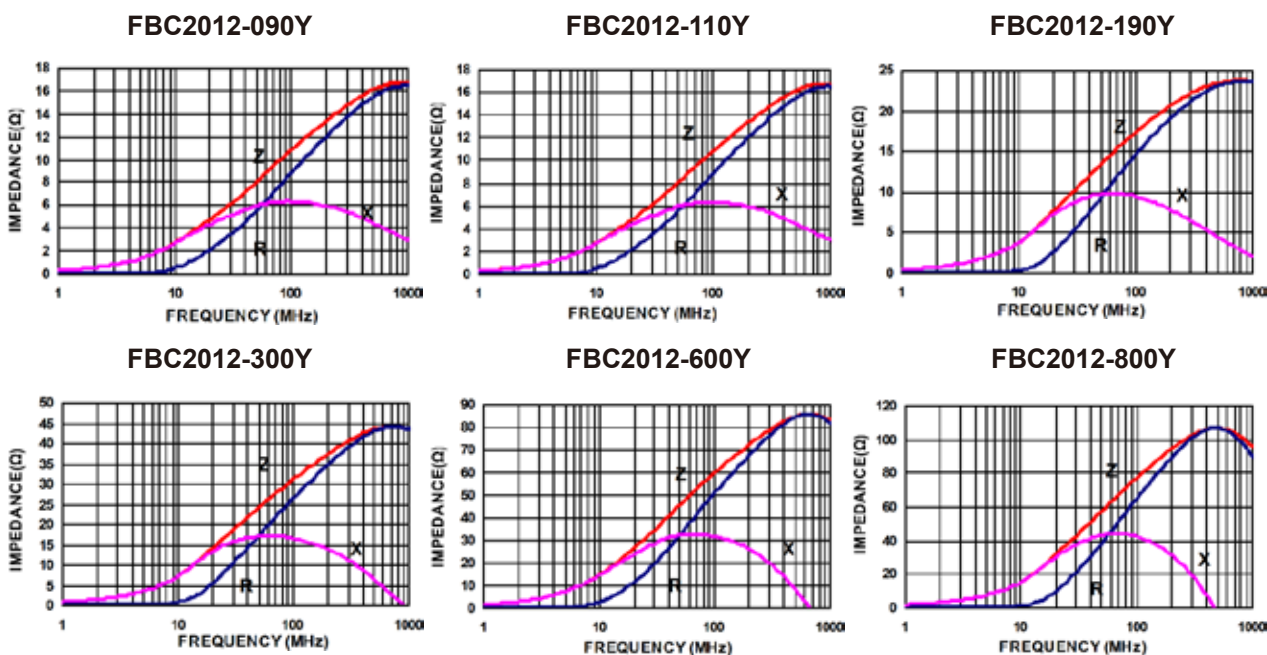 FBC2012-090Y
IMPEDANCE(Ω)
18
16
14
12
10
8
6
4
2
0
Z
X
R
1
10
100
1000
FREQUENCY (MHz)
FBC2012-110Y
IMPEDANCE(Ω)
18
16
14
12
10
8
6
4
2
0
Z
X
R
1
10
100
1000
FREQUENCY (MHz)
FBC2012-190Y
IMPEDANCE(Ω)
25
20
15
10
5
0
Z
X
R
1
10
100
1000
FREQUENCY (MHz)
FBC2012-300Y
IMPEDANCE(Ω)
50
45
40
35
30
25
20
15
10
5
0
Z
X
R
1
10
100
1000
FREQUENCY (MHz)
FBC2012-600Y
IMPEDANCE(Ω)
90
80
70
60
50
40
30
20
10
0
Z
X
R
1
10
100
1000
FREQUENCY (MHz)
FBC2012-800Y
IMPEDANCE(Ω)
120
100
80
60
40
20
0
Z
X
R
1
10
100
1000
FREQUENCY (MHz)